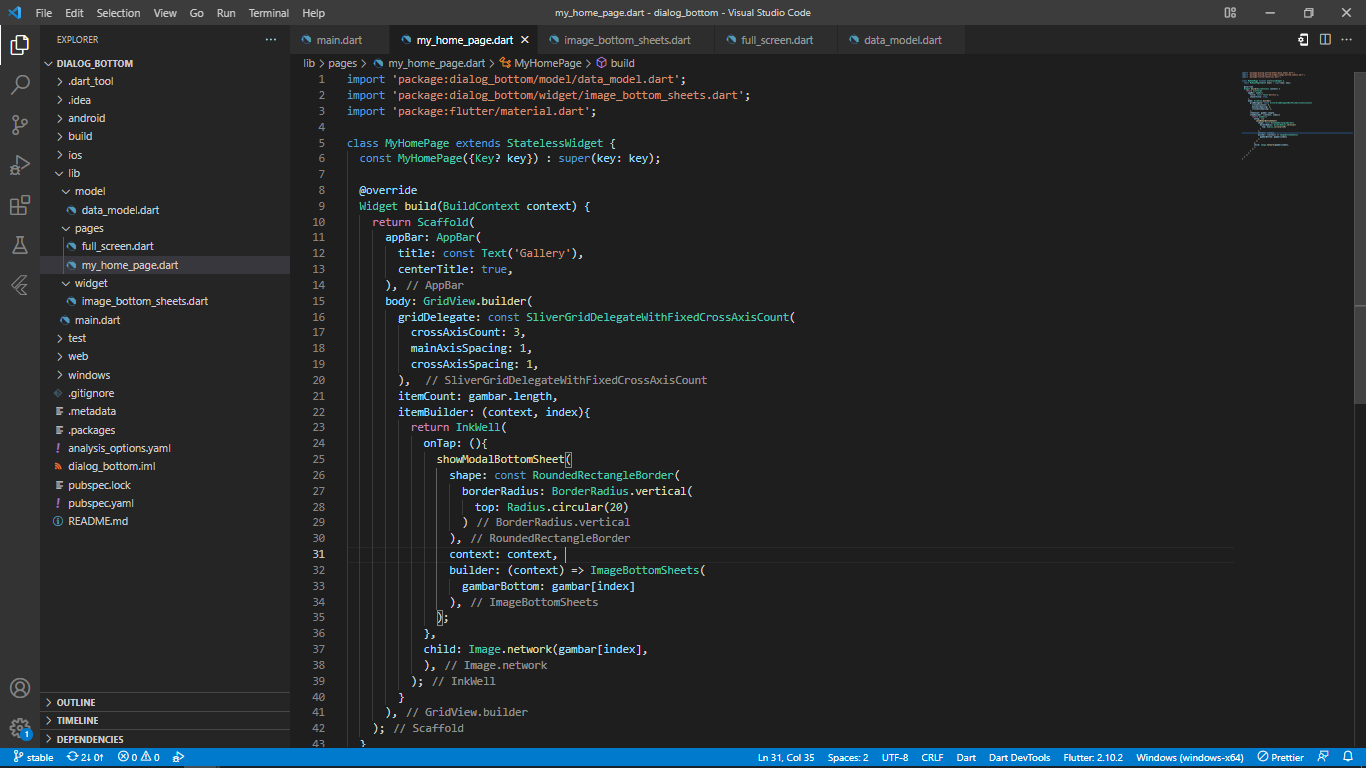 File Edit Selection View Go Run Terminal Help
my_home_page.dart - dialog_bottom - Visual Studio Code
EXPLORER
DIALOG_BOTTOM
.dart_tool
.idea
android
build
ios
lib
model
data_model.dart
pages
full_screen.dart
my_home_page.dart
widget
image_bottom_sheets.dart
main.dart
test
web
windows
.gitignore
.metadata
.packages
analysis_options.yaml
dialog_bottom.iml
pubspec.lock
pubspec.yaml
README.md
OUTLINE
TIMELINE
DEPENDENCIES
1
main.dart my_home_page.dart image_bottom_sheets.dart full_screen.dart data_model.dart
lib > pages > my_home_page.dart > MyHomePage > build
1 import 'package:dialog_bottom/model/data_model.dart';
2 import 'package:dialog_bottom/widget/image_bottom_sheets.dart';
3 import 'package:flutter/material.dart';
4
5 class MyHomePage extends StatelessWidget {
6 const MyHomePage({Key? key}) : super(key: key);
7
8 @override
9 Widget build(BuildContext context) {
10 return Scaffold(
11 appBar: AppBar(
12 title: const Text('Gallery'),
13 centerTitle: true,
14 ), // AppBar
15 body: GridView.builder(
16 gridDelegate: const SliverGridDelegateWithFixedCrossAxisCount(
17 crossAxisCount: 3,
18 mainAxisSpacing: 1,
19 crossAxisSpacing: 1,
20 ), // SliverGridDelegateWithFixedCrossAxisCount
21 itemCount: gambar.length,
22 itemBuilder: (context, index){
23 return InkWell(
24 onTap: (){
25 showModalBottomSheet(
26 shape: const RoundedRectangleBorder(
27 borderRadius: BorderRadius.vertical(
28 top: Radius.circular(20)
29 ) // BorderRadius.vertical
30 ), // RoundedRectangleBorder
31 context: context,
32 builder: (context) => ImageBottomSheets(
33 gambarBottom: gambar[index]
34 ), // ImageBottomSheets
35 );
36 },
37 child: Image.network(gambar[index],
38 ), // Image.network
39 ); // InkWell
40 }
41 ), // GridView.builder
42 ); // Scaffold
43 }
stable 2↓ 0↑ 0 0 Ln 31, Col 35 Spaces: 2 UTF-8 CRLF Dart Dart DevTools Flutter: 2.10.2 Windows (windows-x64) Prettier